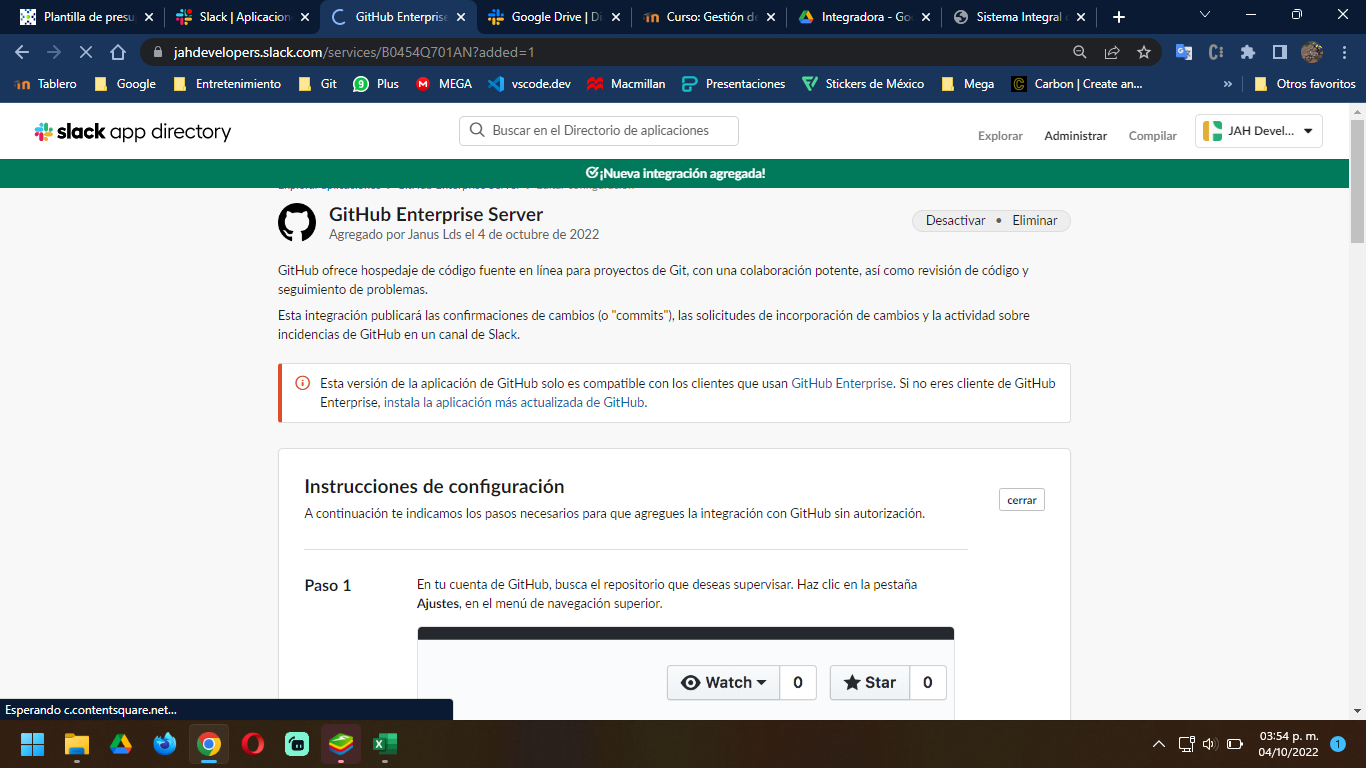 Plantilla de presu
Slack | Aplicacion
GitHub Enterprise
Google Drive | Di
Curso: Gestión de
Integradora - Goo
Sistema Integral
jahdevelopers.slack.com/services/B0454Q701AN?added=1
Tablero
Google
Entretenimiento
Git
9
Plus
MEGA
vscode.dev
Macmillan
Presentaciones
Stickers de México
Mega
Carbon | Create an...
»
Otros favoritos
slack app directory
Buscar en el Directorio de aplicaciones
Explorar
Administrar
Compilar
JAH Devel...
¡Nueva integración agregada!
GitHub Enterprise Server
Agregado por Janus Lds el 4 de octubre de 2022
Desactivar • Eliminar
GitHub ofrece hospedaje de código fuente en línea para proyectos de Git, con una colaboración potente, así como revisión de código y
seguimiento de problemas.
Esta integración publicará las confirmaciones de cambios (o "commits"), las solicitudes de incorporación de cambios y la actividad sobre
incidencias de GitHub en un canal de Slack.
Esta versión de la aplicación de GitHub solo es compatible con los clientes que usan GitHub Enterprise. Si no eres cliente de GitHub
Enterprise, instala la aplicación más actualizada de GitHub.
Instrucciones de configuración
cerrar
A continuación te indicamos los pasos necesarios para que agregues la integración con GitHub sin autorización.
Paso 1
En tu cuenta de GitHub, busca el repositorio que deseas supervisar. Haz clic en la pestaña
Ajustes, en el menú de navegación superior.
Watch 0
Star 0
Esperando c.contentsquare.net...
03:54 p. m.
04/10/2022
1